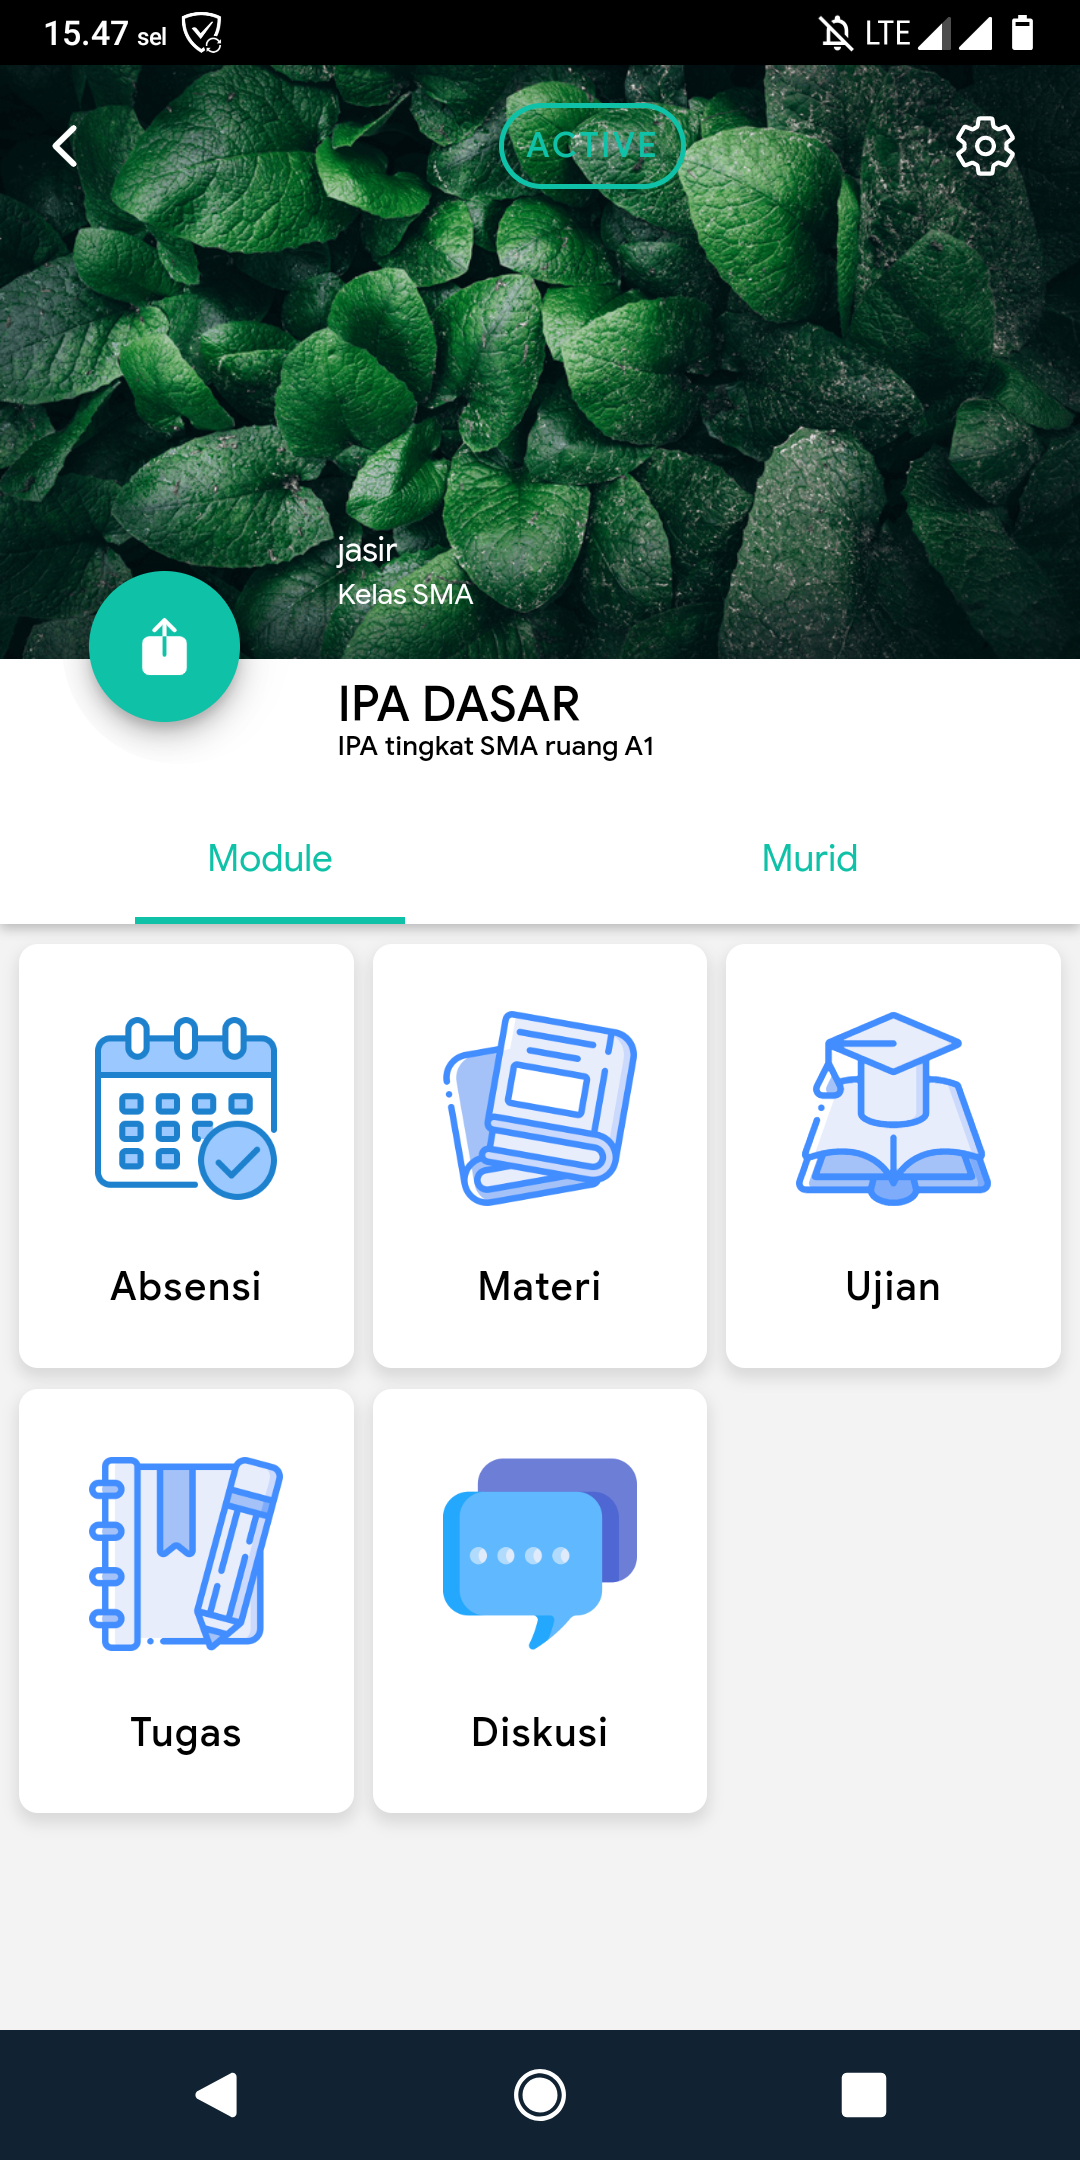 15.47 sel
LTE
ACTIVE
jasir
Kelas SMA
IPA DASAR
IPA tingkat SMA ruang A1
Module
Murid
Absensi
Materi
Ujian
Tugas
Diskusi